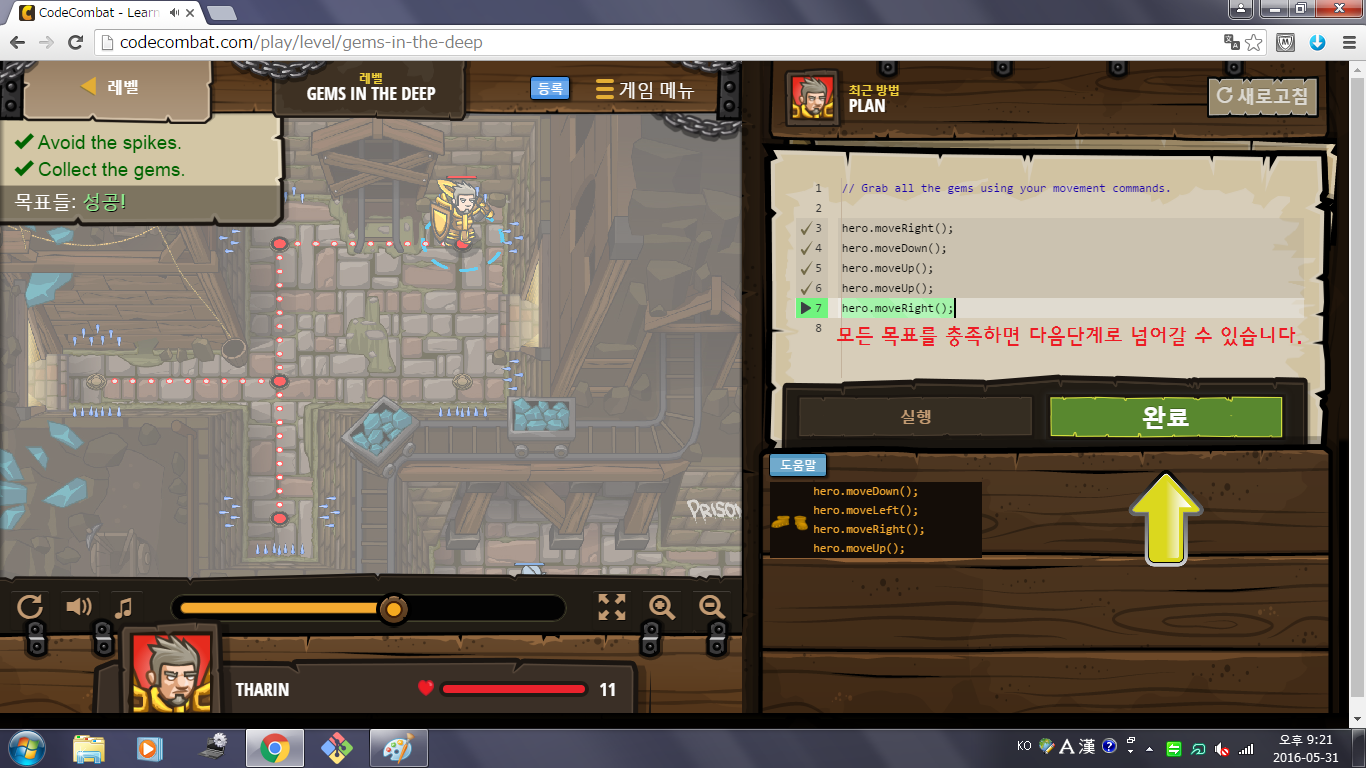 CodeCombat - Learn
codecombat.com/play/level/gems-in-the-deep
레벨
레벨
GEMS IN THE DEEP
등록
게임 메뉴
Avoid the spikes.
Collect the gems.
목표들: 성공!
PRISON
THARIN
11
최근 방법
PLAN
새로고침
1 // Grab all the gems using your movement commands.
2
3 hero.moveRight();
4 hero.moveDown();
5 hero.moveUp();
6 hero.moveUp();
7 hero.moveRight();
8
모든 목표를 충족하면 다음단계로 넘어갈 수 있습니다.
실행
완료
도움말
hero.moveDown();
hero.moveLeft();
hero.moveRight();
hero.moveUp();
KO
A 漢
오후 9:21
2016-05-31